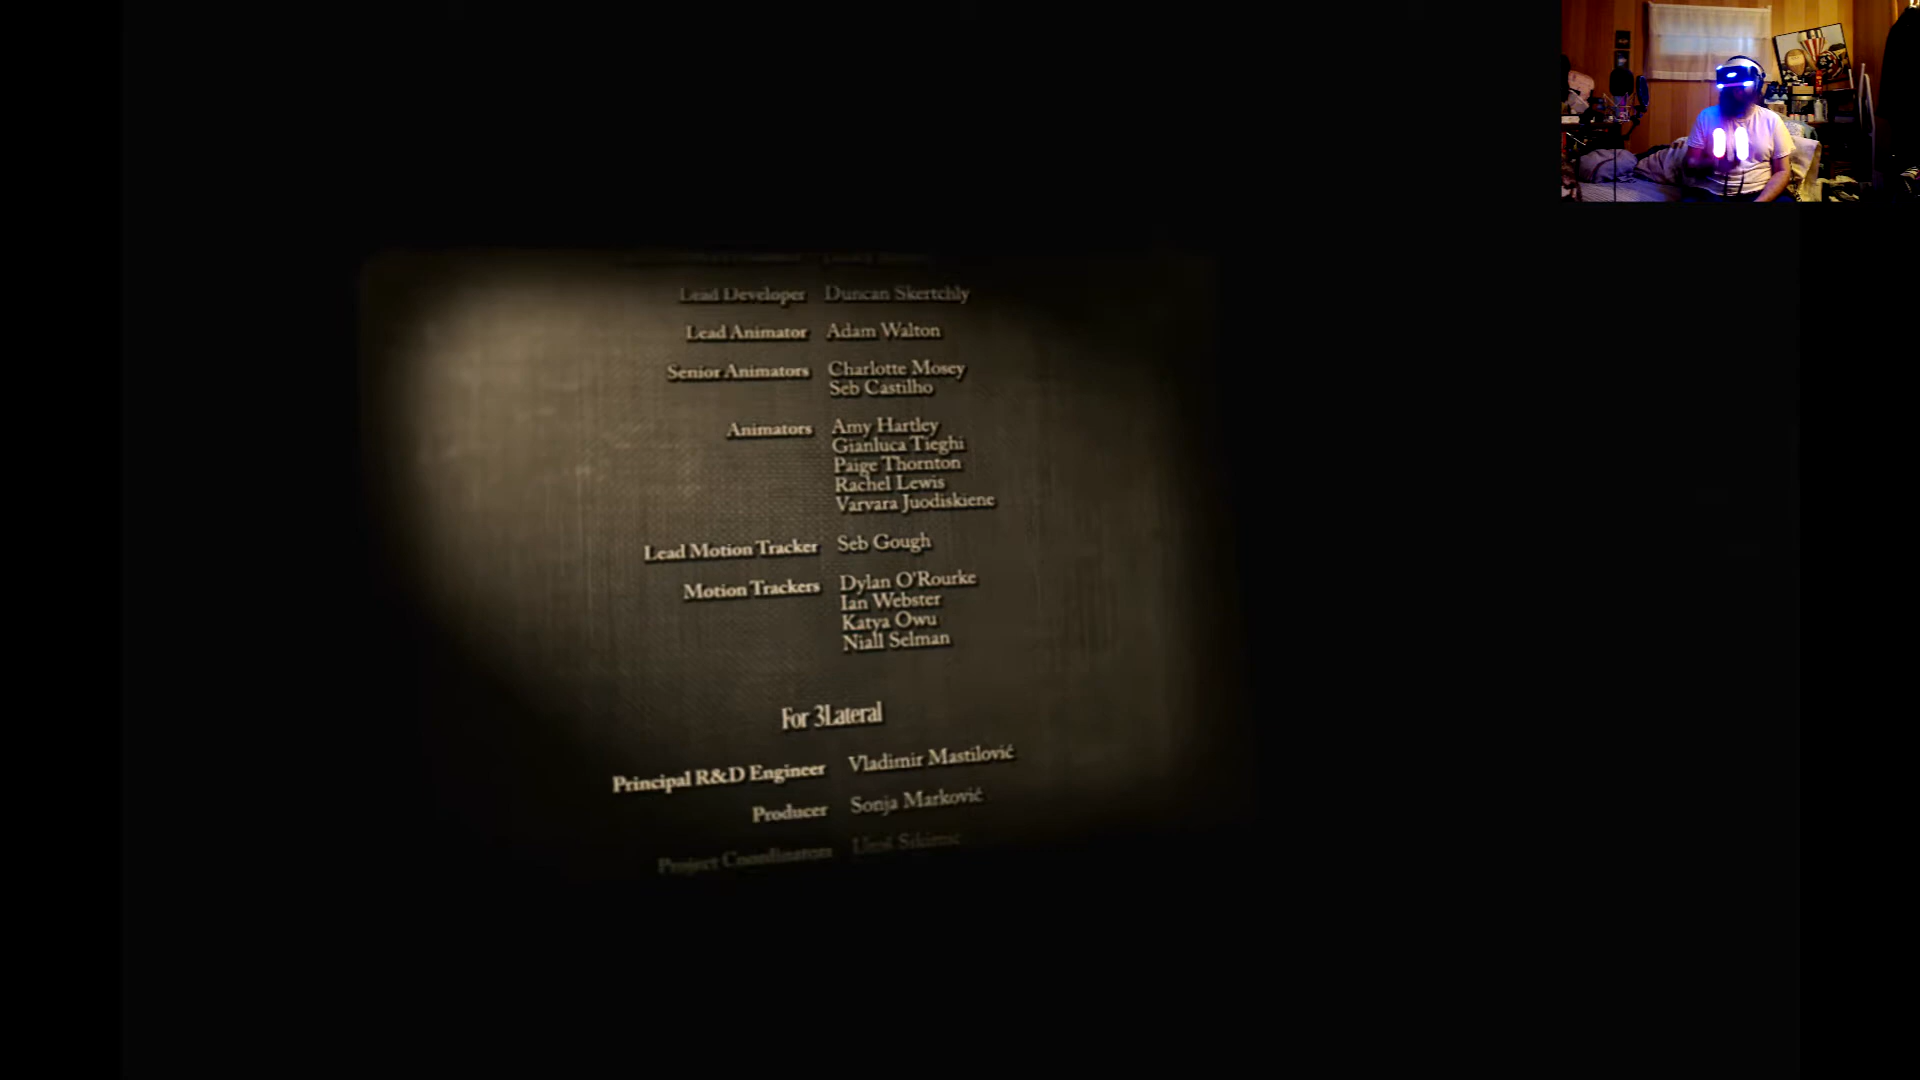 Lead Developer Duncan Skertchly
Lead Animator Adam Walton
Senior Animators Charlotte Mosey
Seb Castilho
Animators Amy Hartley
Gianluca Tieghi
Paige Thornton
Rachel Lewis
Varvara Juodiskiene
Lead Motion Tracker Seb Gough
Motion Trackers Dylan O'Rourke
Ian Webster
Katya Owu
Niall Selman
For 3Lateral
Principal R&D Engineer Vladimir Mastilović
Producer Sonja Marković
Project Coordinators